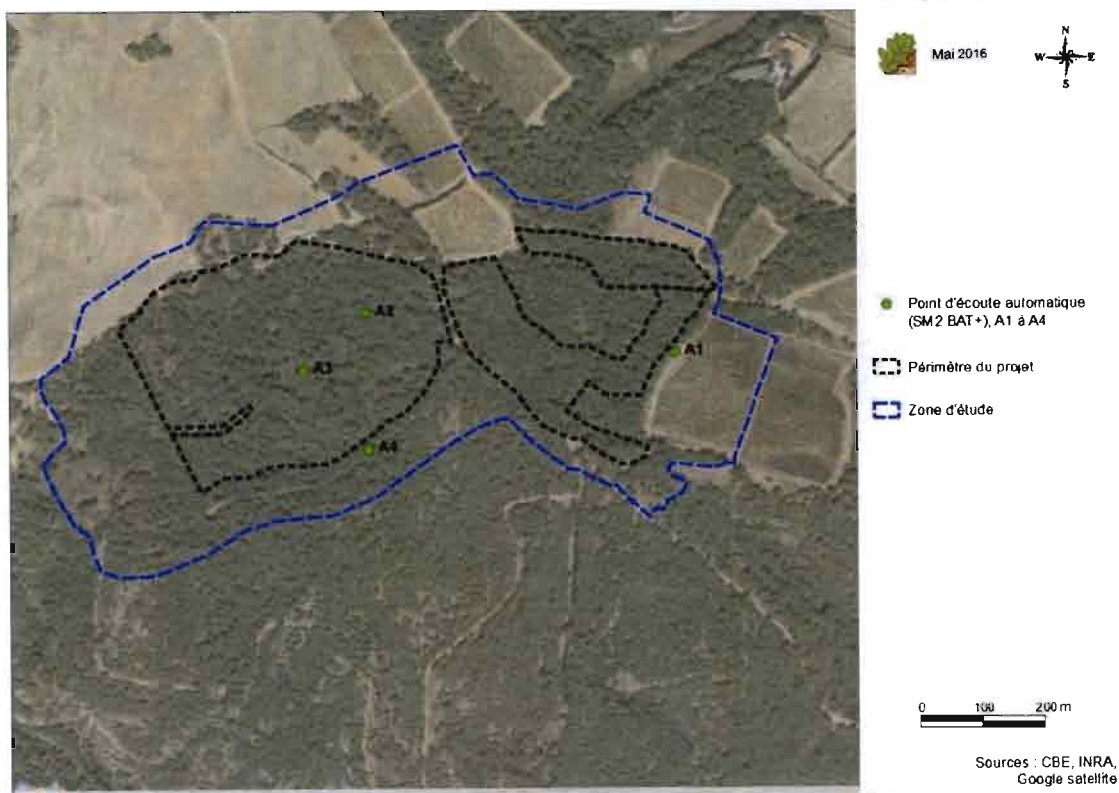 Mai 2016
N
W E
S
A2
A3
A1
A4
Point d'écoute automatique
(SM2 BAT+), A1 à A4
Périmètre du projet
Zone d'étude
0 100 200 m
Sources : CBE, INRA,
Google satellite